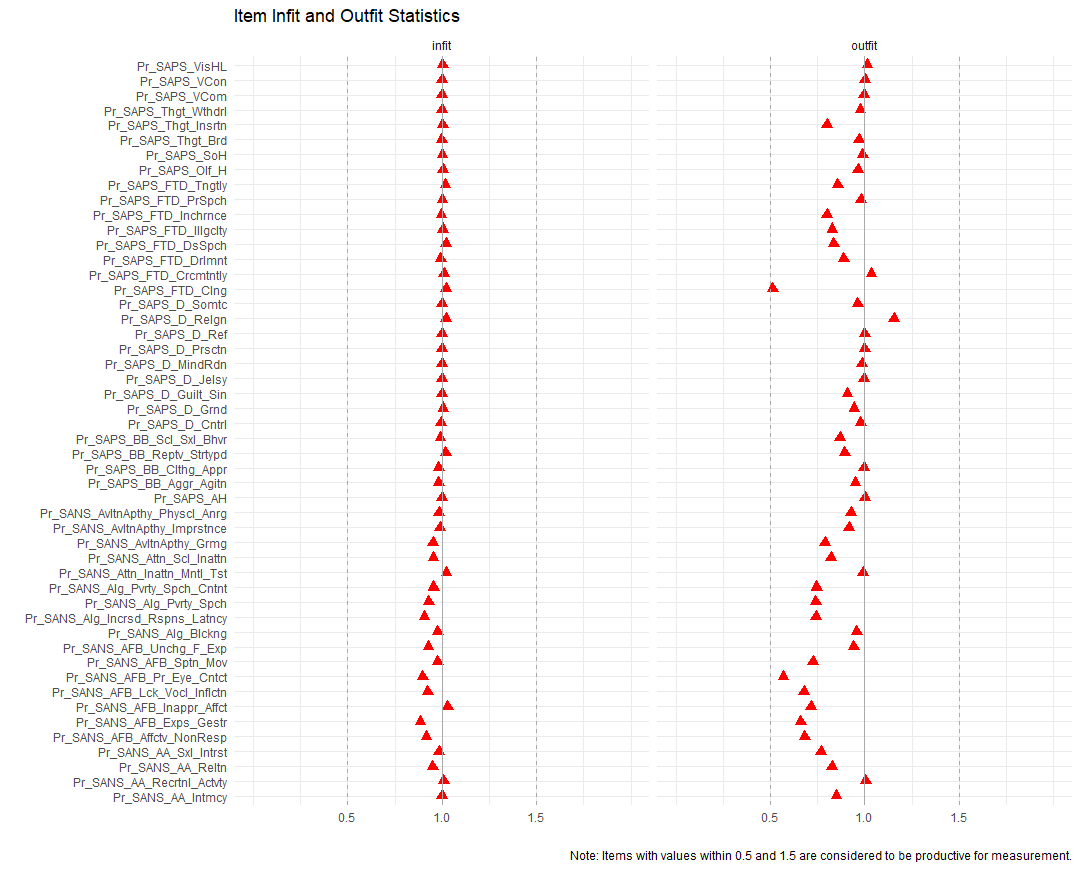 Item Infit and Outfit Statistics
infit
outfit
Pr_SAPS_VisHL
Pr_SAPS_VCon
Pr_SAPS_VCom
Pr_SAPS_Thgt_Wthdrl
Pr_SAPS_Thgt_Insrtn
Pr_SAPS_Thgt_Brd
Pr_SAPS_SoH
Pr_SAPS_Olf_H
Pr_SAPS_FTD_Tngtly
Pr_SAPS_FTD_PrSpch
Pr_SAPS_FTD_Inchrnce
Pr_SAPS_FTD_Illgclty
Pr_SAPS_FTD_DsSpch
Pr_SAPS_FTD_Drlmnt
Pr_SAPS_FTD_Crcmtntly
Pr_SAPS_FTD_Clng
Pr_SAPS_D_Somtc
Pr_SAPS_D_Relgn
Pr_SAPS_D_Ref
Pr_SAPS_D_Prsctn
Pr_SAPS_D_MindRdn
Pr_SAPS_D_Jelsy
Pr_SAPS_D_Guilt_Sin
Pr_SAPS_D_Grnd
Pr_SAPS_D_Cntrl
Pr_SAPS_BB_Scl_Sxl_Bhvr
Pr_SAPS_BB_Reptv_Strtypd
Pr_SAPS_BB_Clthg_Appr
Pr_SAPS_BB_Aggr_Agitn
Pr_SAPS_AH
Pr_SANS_AvltnApthy_Physcl_Anrg
Pr_SANS_AvltnApthy_Imprstnce
Pr_SANS_AvltnApthy_Grmg
Pr_SANS_Attn_Scl_Inattn
Pr_SANS_Attn_Inattn_Mntl_Tst
Pr_SANS_Alg_Pvrty_Spch_Cntnt
Pr_SANS_Alg_Pvrty_Spch
Pr_SANS_Alg_Incrsd_Rspns_Latncy
Pr_SANS_Alg_Blckng
Pr_SANS_AFB_Unchg_F_Exp
Pr_SANS_AFB_Sptn_Mov
Pr_SANS_AFB_Pr_Eye_Cntct
Pr_SANS_AFB_Lck_Vocl_Inflctn
Pr_SANS_AFB_Inappr_Affct
Pr_SANS_AFB_Exps_Gestr
Pr_SANS_AFB_Affctv_NonResp
Pr_SANS_AA_Sxl_Intrst
Pr_SANS_AA_Reltn
Pr_SANS_AA_Recrtnl_Actvty
Pr_SANS_AA_Intmcy
0.5 1.0 1.5
0.5 1.0 1.5
Note: Items with values within 0.5 and 1.5 are considered to be productive for measurement.